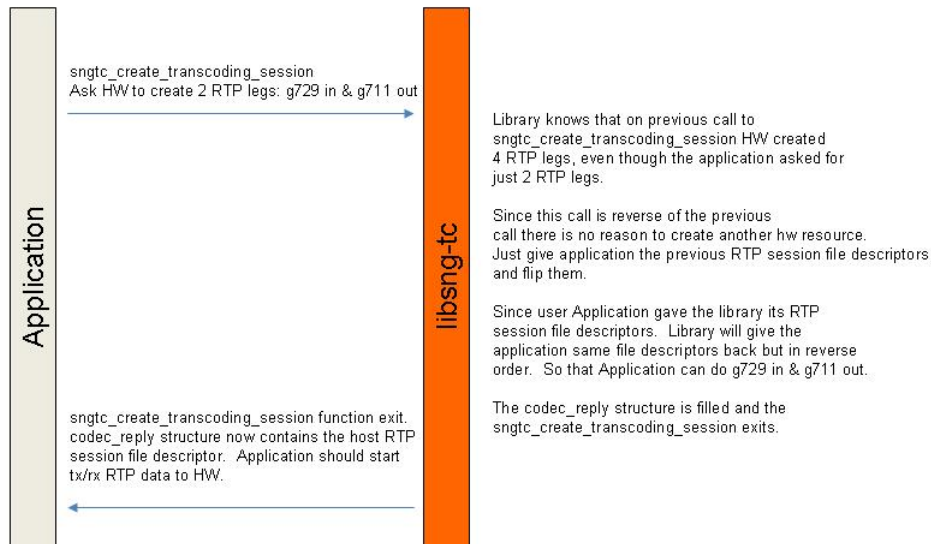 Application
sngtc_create_transcoding_session
Ask HW to create 2 RTP legs: g729 in & g711 out
libsng-tc
Library knows that on previous call to
sngtc_create_transcoding_session HW created
4 RTP legs, even though the application asked for
just 2 RTP legs.
Since this call is reverse of the previous
call there is no reason to create another hw resource.
Just give application the previous RTP session file descriptors
and flip them.
Since user Application gave the library its RTP
session file descriptors.  Library will give the
application same file descriptors back but in reverse
order.  So that Application can do g729 in & g711 out.
The codec_reply structure is filled and the
sngtc_create_transcoding_session exits.
sngtc_create_transcoding_session function exit.
codec_reply structure now contains the host RTP
session file descriptor.  Application should start
tx/rx RTP data to HW.